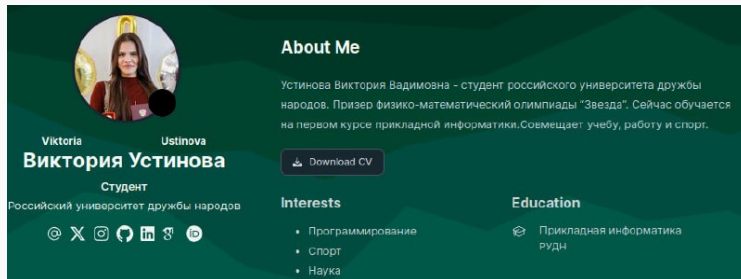 Viktoria Ustinova
Виктория Устинова
Студент
Российский университет дружбы народов
About Me
Устинова Виктория Вадимовна - студент российского университета дружбы
народов. Призер физико-математический олимпиады "Звезда". Сейчас обучается
на первом курсе прикладной информатики.Совмещает учебу, работу и спорт.
Download CV
Interests
• Программирование
• Спорт
• Наука
Education
Прикладная информатика
РУДН